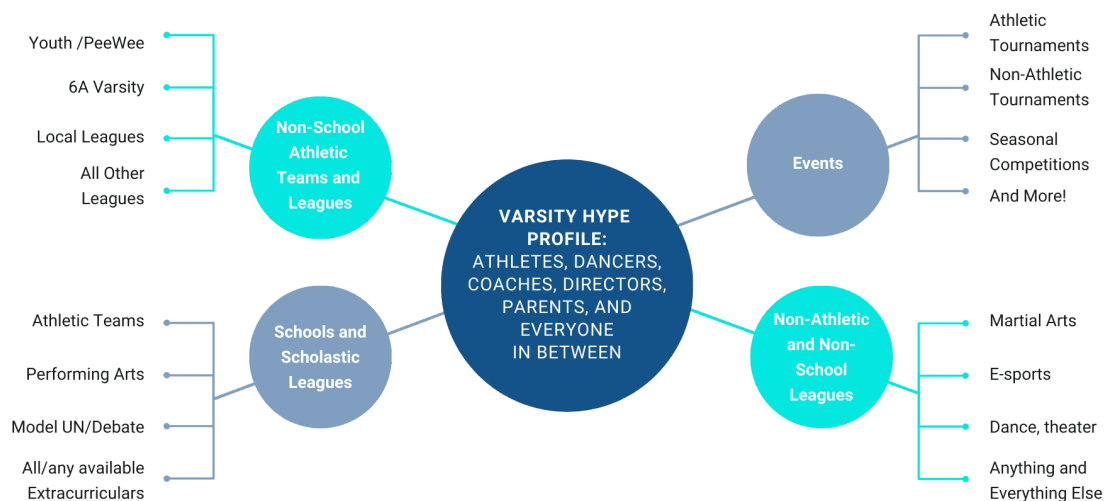 Youth /PeeWee
6A Varsity
Local Leagues
All Other
Leagues
Non-School
Athletic
Teams and
Leagues
Athletic Teams
Performing Arts
Model UN/Debate
All/any available
Extracurriculars
Schools and
Scholastic
Leagues
VARSITY HYPE
PROFILE:
ATHLETES, DANCERS,
COACHES, DIRECTORS,
PARENTS, AND
EVERYONE
IN BETWEEN
Events
Athletic
Tournaments
Non-Athletic
Tournaments
Seasonal
Competitions
And More!
Non-Athletic
and Non-
School
Leagues
Martial Arts
E-sports
Dance, theater
Anything and
Everything Else